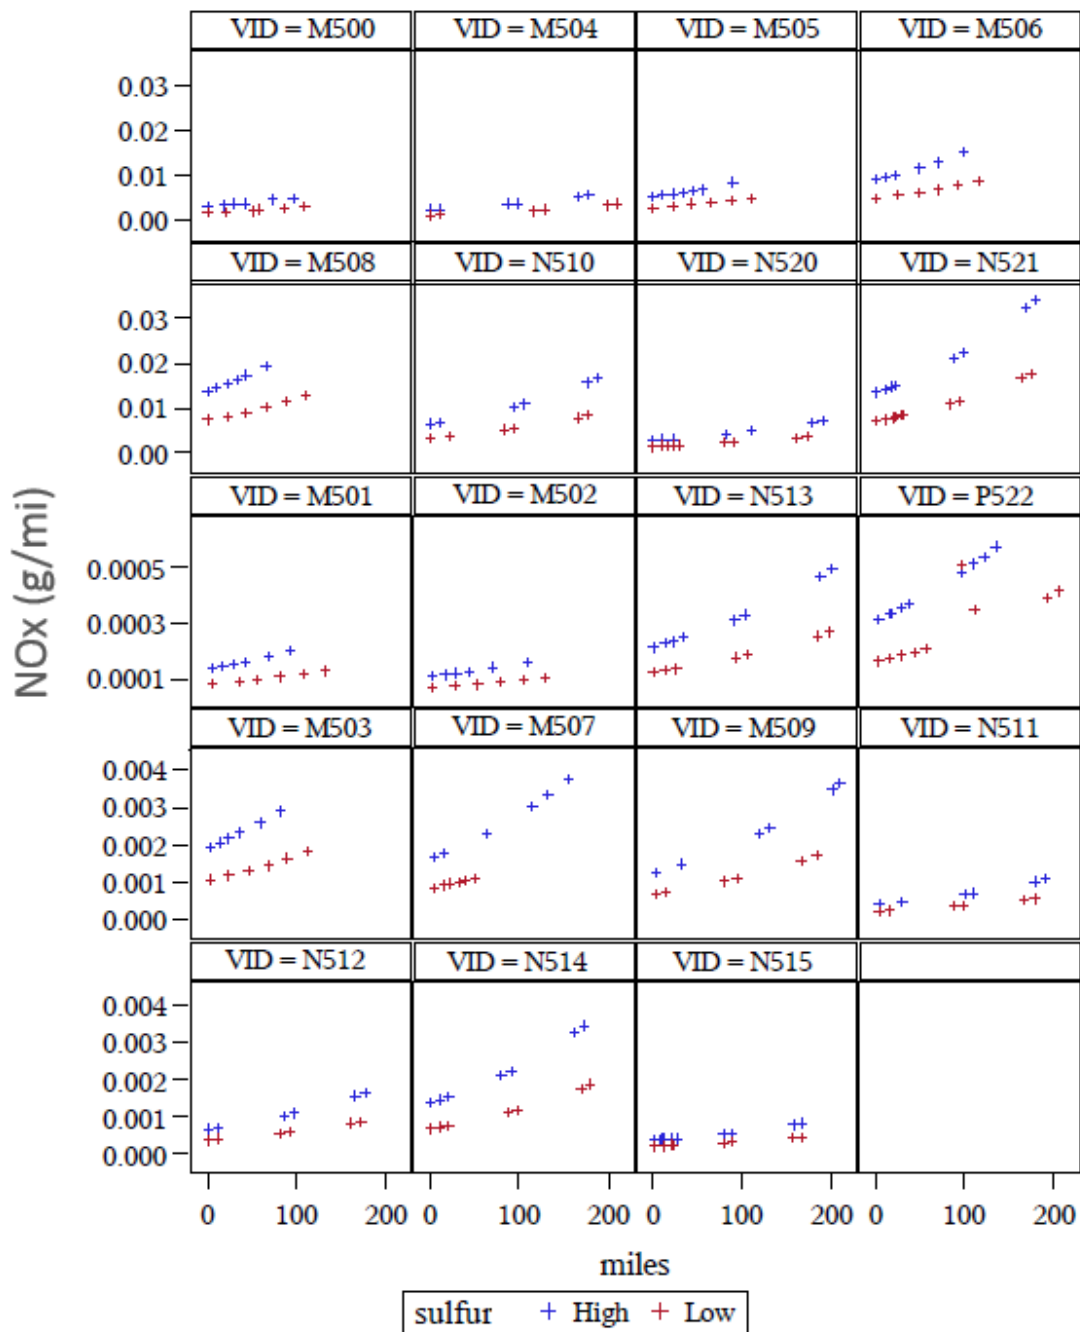 VID = M500 VID = M504 VID = M505 VID = M506
0.03
0.02
0.01
0.00
VID = M508 VID = N510 VID = N520 VID = N521
0.03
0.02
0.01
0.00
NOx (g/mi)
VID = M501 VID = M502 VID = N513 VID = P522
0.0005
0.0003
0.0001
VID = M503 VID = M507 VID = M509 VID = N511
0.004
0.003
0.002
0.001
0.000
VID = N512 VID = N514 VID = N515
0.004
0.003
0.002
0.001
0.000
0 100 200 0 100 200 0 100 200 0 100 200
miles
sulfur + High + Low